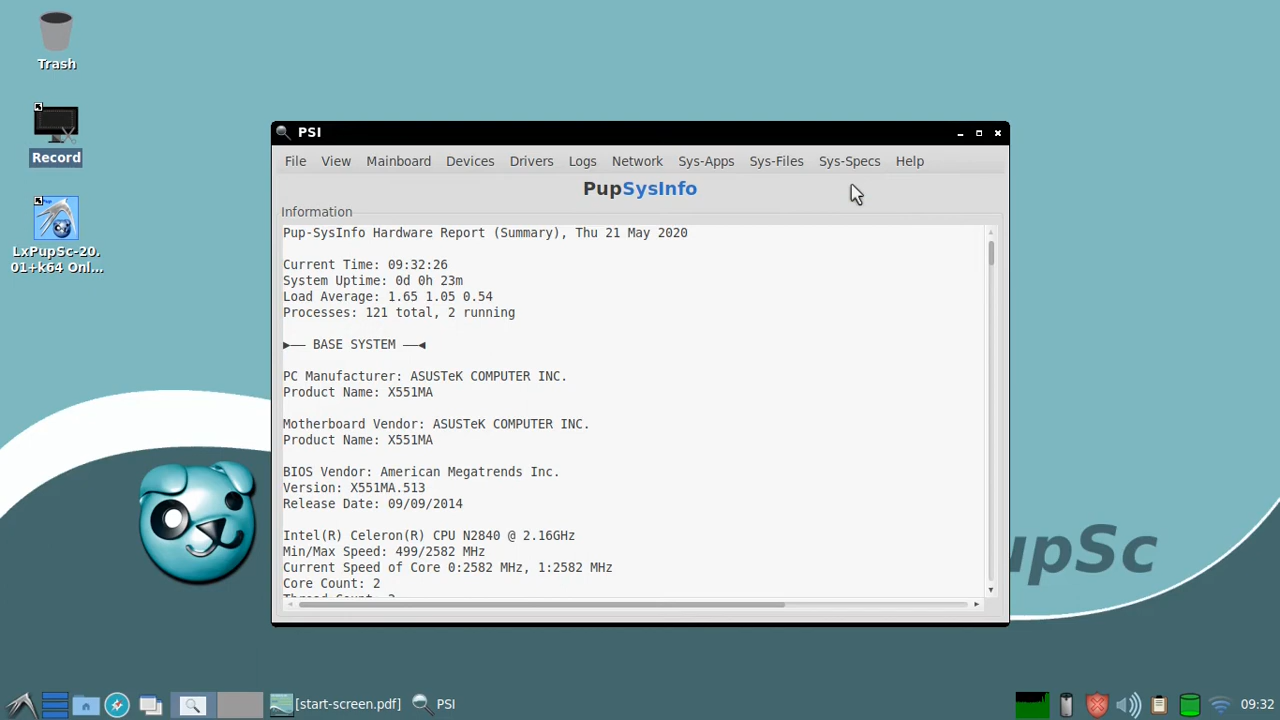 Trash
Record
LxPupSc-20.
01+k64 Onl...
PSI
File View Mainboard Devices Drivers Logs Network Sys-Apps Sys-Files Sys-Specs Help
PupSysInfo
Information
Pup-SysInfo Hardware Report (Summary), Thu 21 May 2020
Current Time: 09:32:26
System Uptime: 0d 0h 23m
Load Average: 1.65 1.05 0.54
Processes: 121 total, 2 running
▶── BASE SYSTEM ──◀
PC Manufacturer: ASUSTeK COMPUTER INC.
Product Name: X551MA
Motherboard Vendor: ASUSTeK COMPUTER INC.
Product Name: X551MA
BIOS Vendor: American Megatrends Inc.
Version: X551MA.513
Release Date: 09/09/2014
Intel(R) Celeron(R) CPU N2840 @ 2.16GHz
Min/Max Speed: 499/2582 MHz
Current Speed of Core 0:2582 MHz, 1:2582 MHz
Core Count: 2
Thread Count: 2
upSc
[start-screen.pdf] PSI 09:32